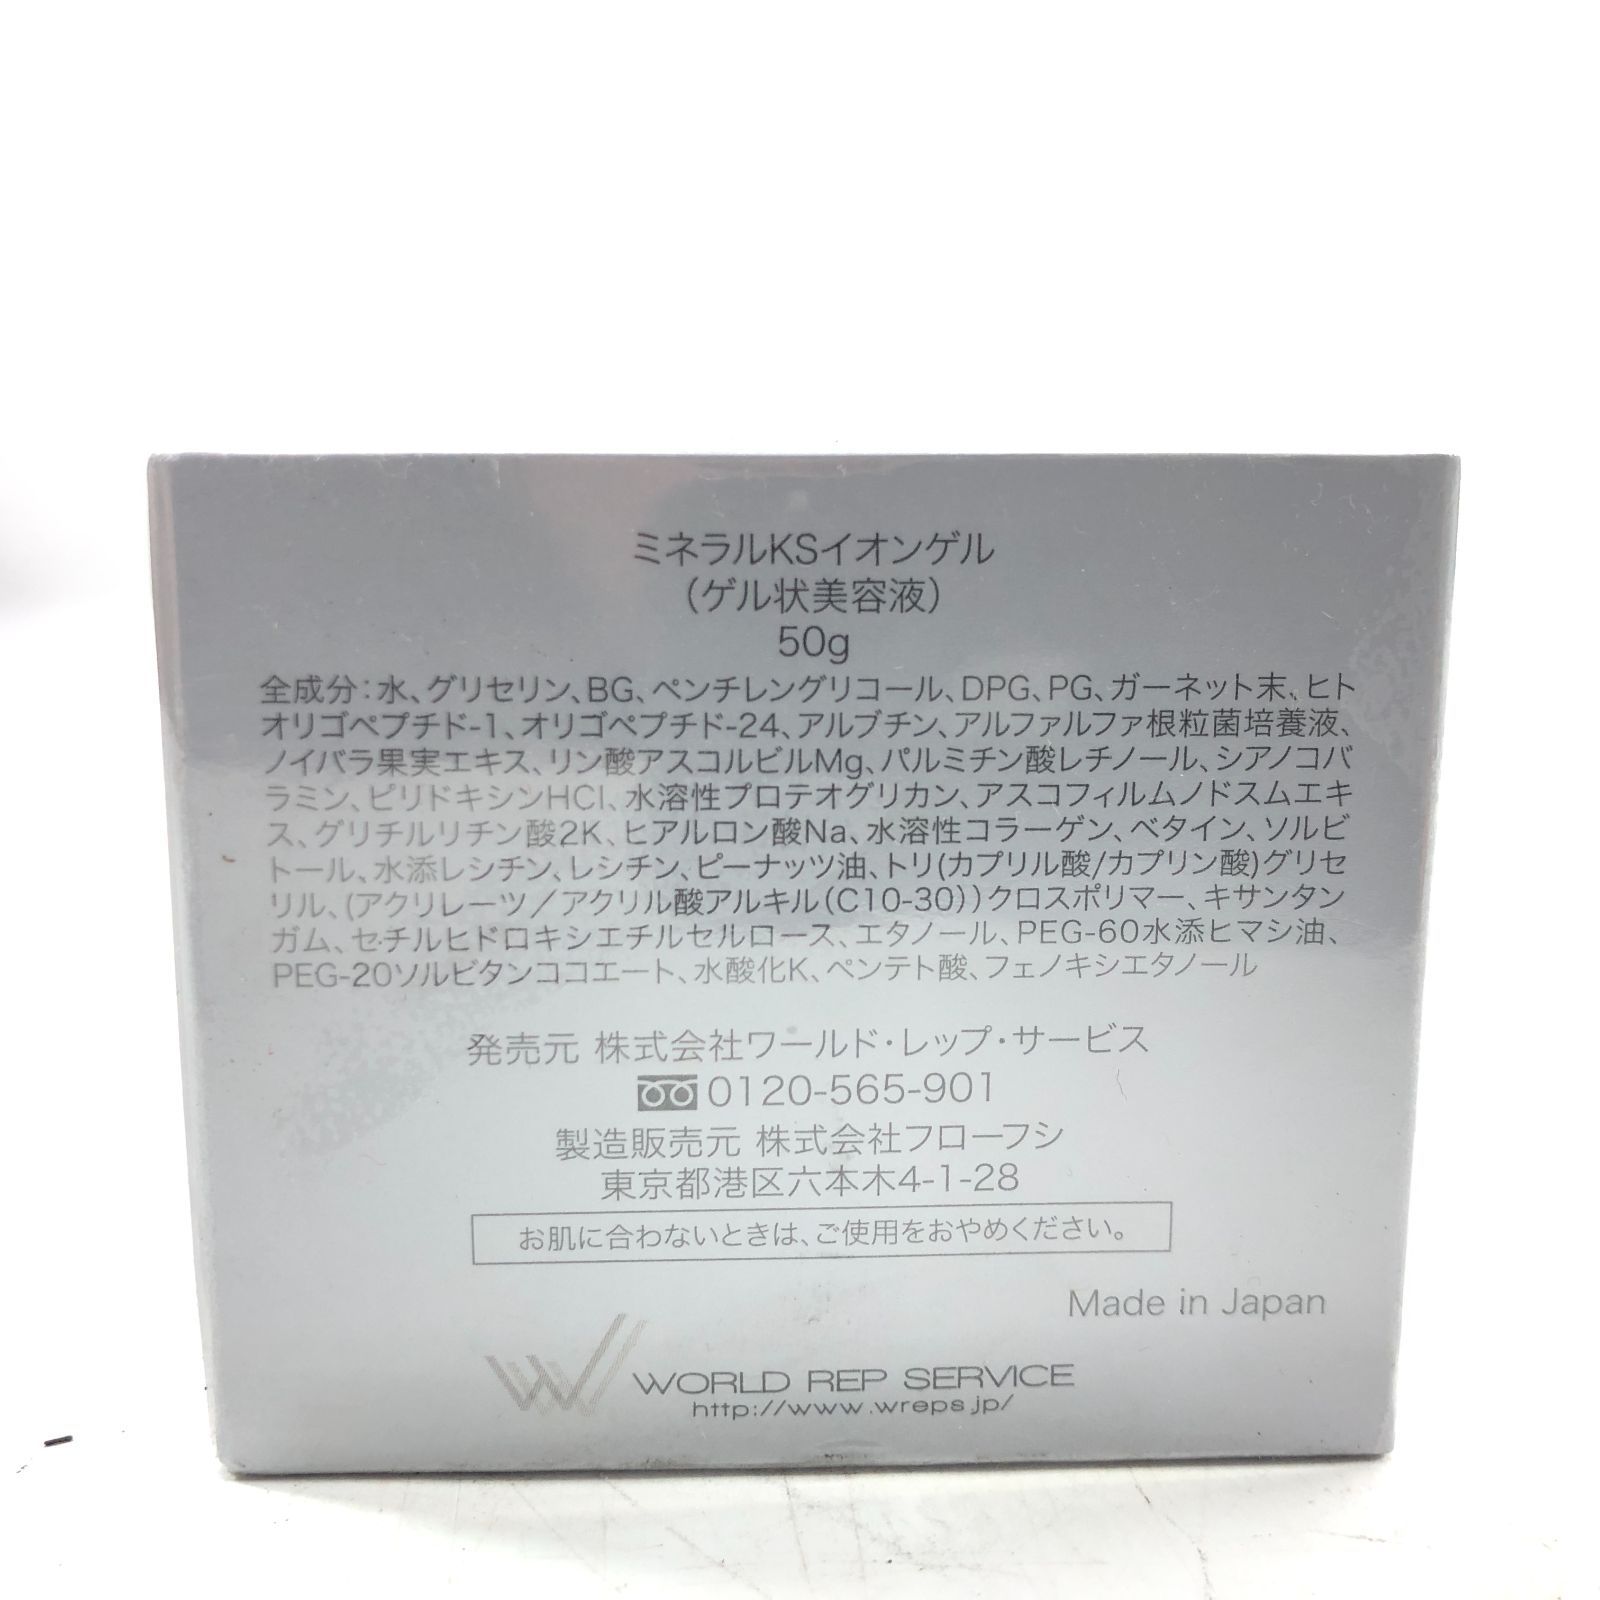 ミネラルKSイオンゲル
（ゲル状美容液）
50g
全成分：水、グリセリン、BG、ペンチレングリコール、DPG、PG、ガーネット末、ヒト
オリゴペプチド-1、オリゴペプチド-24、アルブチン、アルファルファ根粒菌培養液、
ノイバラ果実エキス、リン酸アスコルビルMg、パルミチン酸レチノール、シアノコバ
ラミン、ピリドキシンHCl、水溶性プロテオグリカン、アスコフィルムノドスムエキ
ス、グリチルリチン酸2K、ヒアルロン酸Na、水溶性コラーゲン、ベタイン、ソルビ
トール、水添レシチン、レシチン、ピーナッツ油、トリ(カプリル酸/カプリン酸)グリセ
リル、(アクリレーツ／アクリル酸アルキル（C10-30））クロスポリマー、キサンタン
ガム、セチルヒドロキシエチルセルロース、エタノール、PEG-60水添ヒマシ油、
PEG-20ソルビタンココエート、水酸化K、ペンテト酸、フェノキシエタノール
発売元 株式会社ワールド・レップ・サービス
0120-565-901
製造販売元 株式会社フローフシ
東京都港区六本木4-1-28
お肌に合わないときは、ご使用をおやめください。
Made in Japan
WORLD REP SERVICE
http://www.wreps.jp/